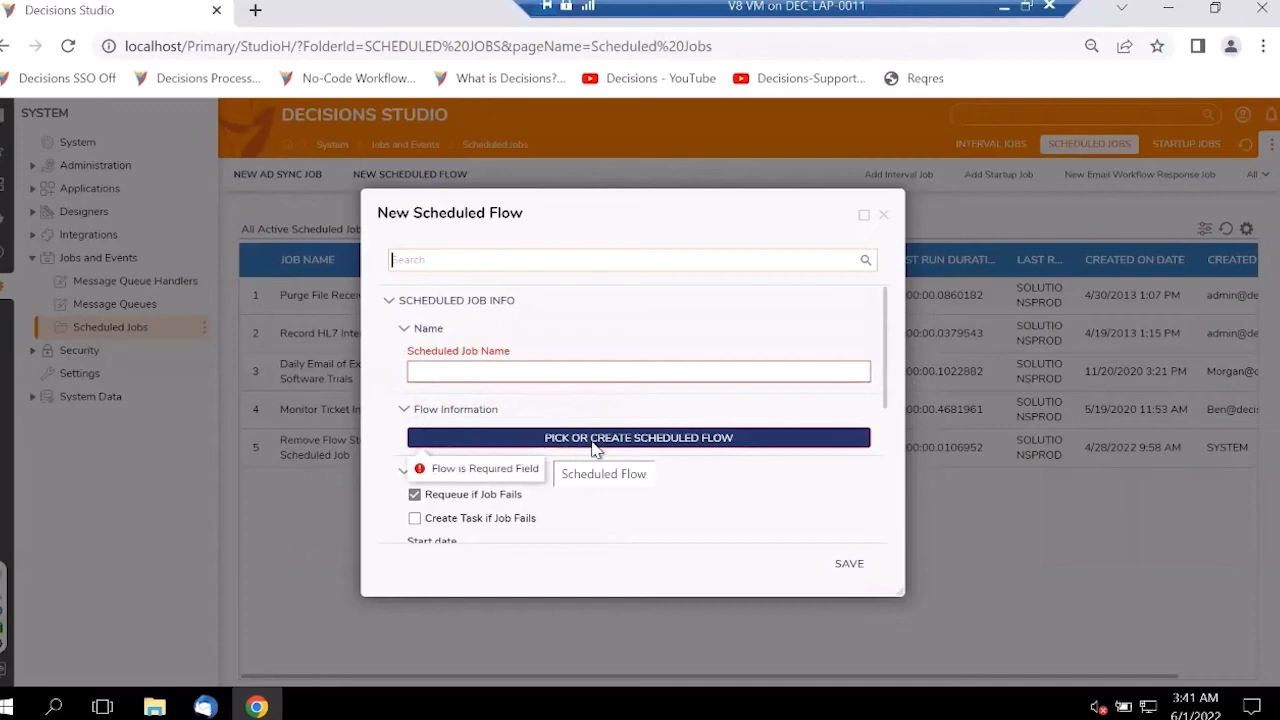 Decisions Studio
V8 VM on DEC-LAP-0011
localhost/Primary/StudioH/?FolderId=SCHEDULED%20JOBS&pageName=Scheduled%20Jobs
Decisions SSO Off
Decisions Process...
No-Code Workflow...
What is Decisions?...
Decisions - YouTube
Decisions-Support...
Reqres
SYSTEM
DECISIONS STUDIO
System
Jobs and Events
Scheduled Jobs
INTERVAL JOBS
SCHEDULED JOBS
STARTUP JOBS
NEW AD SYNC JOB
NEW SCHEDULED FLOW
Add Interval Job
Add Startup Job
New Email Workflow Response Job
All
System
Administration
Applications
Designers
Integrations
Jobs and Events
Message Queue Handlers
Message Queues
Scheduled Jobs
Security
Settings
System Data
All Active Scheduled Job
JOB NAME
ST RUN DURATI...
LAST R...
CREATED ON DATE
CREATED
1 Purge File Recei
:00:00.0860182
SOLUTIO
NSPROD
4/30/2013 1:07 PM
admin@de
2 Record HL7 Inte
:00:00.0379543
SOLUTIO
NSPROD
4/19/2013 1:15 PM
admin@de
3 Daily Email of Ex
Software Trials
:00:00.1022882
SOLUTIO
NSPROD
11/20/2020 3:21 PM
Morgan@d
4 Monitor Ticket In
:00:00.4681961
SOLUTIO
NSPROD
5/19/2020 11:53 AM
Ben@decis
5 Remove Flow St
Scheduled Job
:00:00.0106952
SOLUTIO
NSPROD
4/28/2022 9:58 AM
SYSTEM
New Scheduled Flow
Search
SCHEDULED JOB INFO
Name
Scheduled Job Name
Flow Information
PICK OR CREATE SCHEDULED FLOW
Flow is Required Field
Scheduled Flow
Requeue if Job Fails
Create Task if Job Fails
Start date
SAVE
3:41 AM
6/1/2022